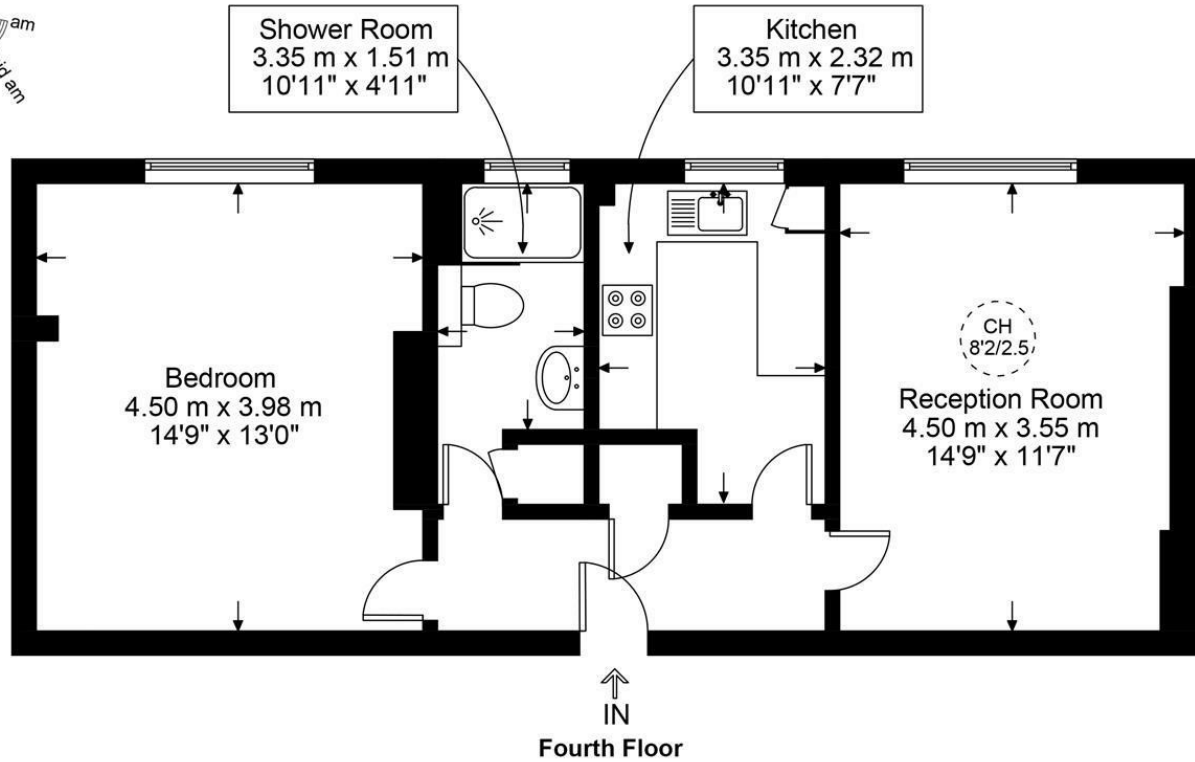 am
am
Shower Room
3.35 m x 1.51 m
10'11" x 4'11"
Kitchen
3.35 m x 2.32 m
10'11" x 7'7"
Bedroom
4.50 m x 3.98 m
14'9" x 13'0"
CH
8'2/2.5
Reception Room
4.50 m x 3.55 m
14'9" x 11'7"
IN
Fourth Floor